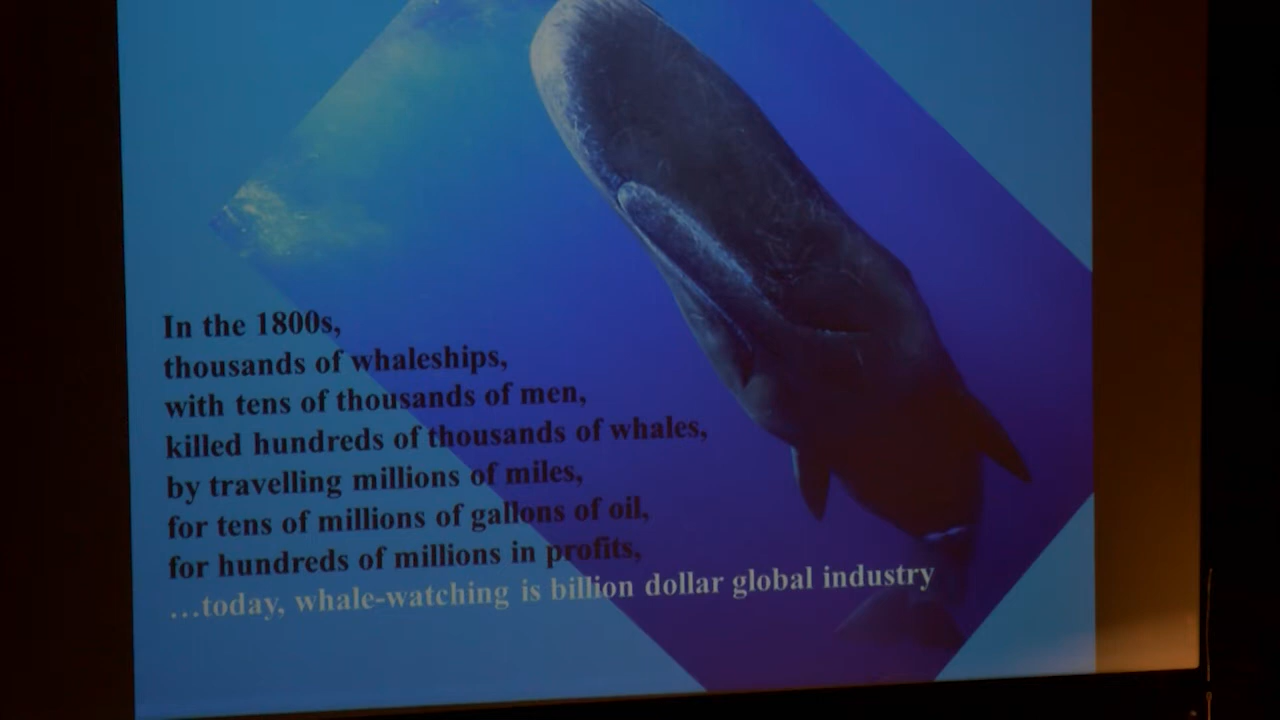 In the 1800s,
thousands of whaleships,
with tens of thousands of men,
killed hundreds of thousands of whales,
by travelling millions of miles,
for tens of millions of gallons of oil,
for hundreds of millions in profits,
…today, whale-watching is billion dollar global industry